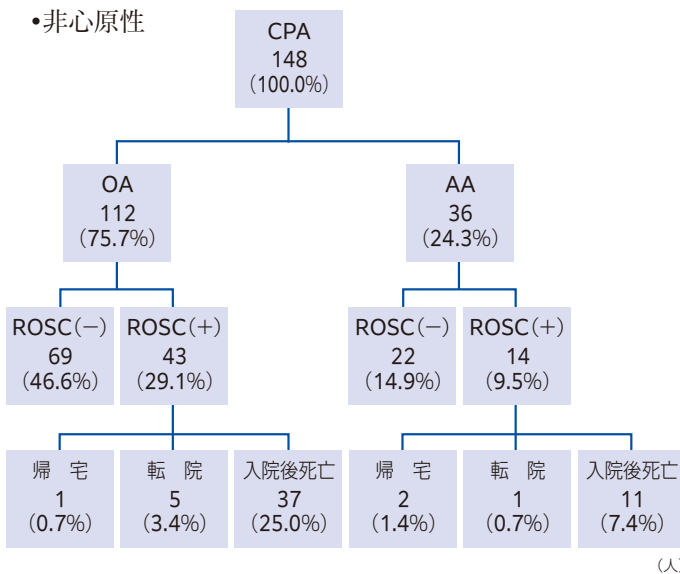 •非心原性
CPA
148
（100.0%）
OA
112
（75.7%）
AA
36
（24.3%）
ROSC（－）
69
（46.6%）
ROSC（＋）
43
（29.1%）
ROSC（－）
22
（14.9%）
ROSC（＋）
14
（9.5%）
帰　宅
1
（0.7%）
転　院
5
（3.4%）
入院後死亡
37
（25.0%）
帰　宅
2
（1.4%）
転　院
1
（0.7%）
入院後死亡
11
（7.4%）
（人）